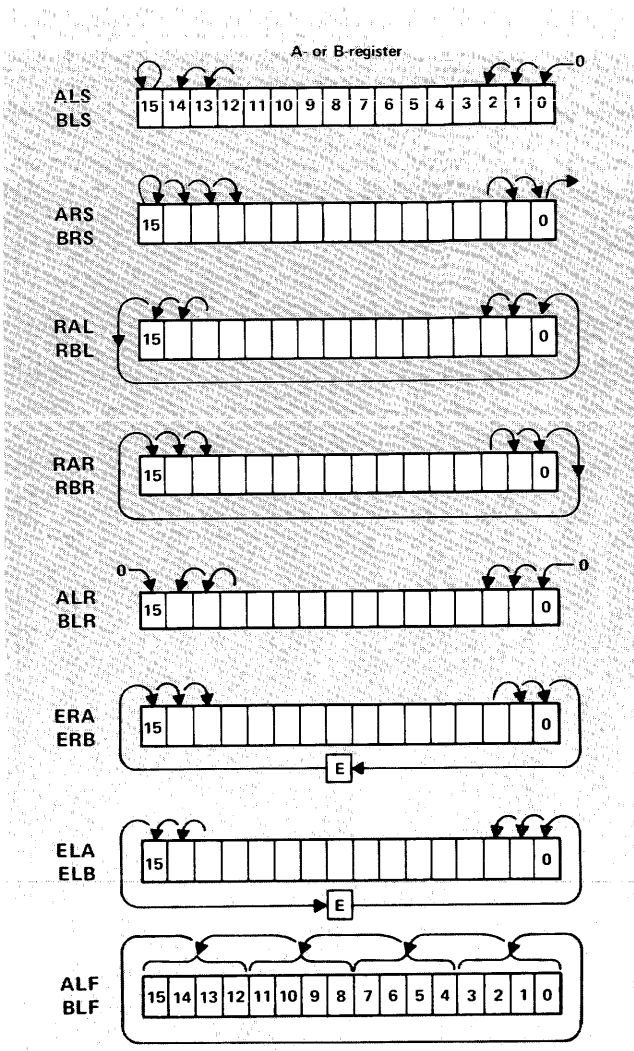 A- or B-register
0
ALS
BLS
15 14 13 12 11 10 9 8 7 6 5 4 3 2 1 0
ARS
BRS
15 0
RAL
RBL
15 0
RAR
RBR
15 0
0 0
ALR
BLR
15 0
ERA
ERB
15 0
E
ELA
ELB
15 0
E
ALF
BLF
15 14 13 12 11 10 9 8 7 6 5 4 3 2 1 0